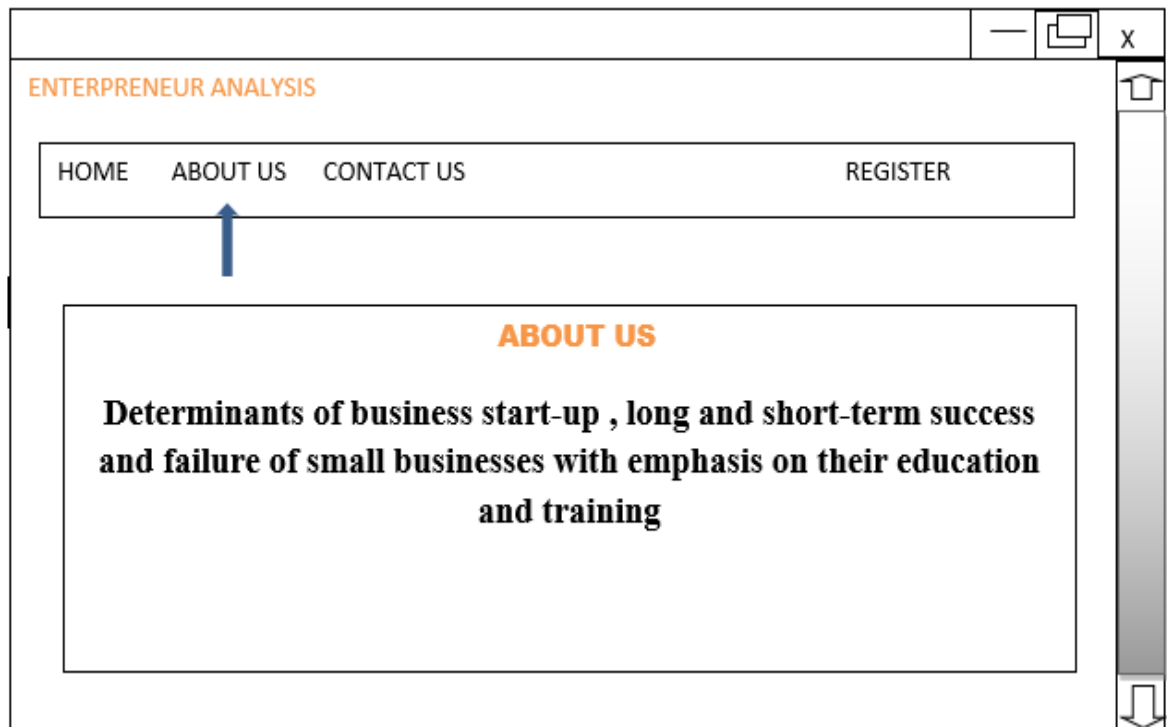 X
ENTERPRENEUR ANALYSIS
HOME ABOUT US CONTACT US REGISTER
ABOUT US
Determinants of business start-up , long and short-term success
and failure of small businesses with emphasis on their education
and training